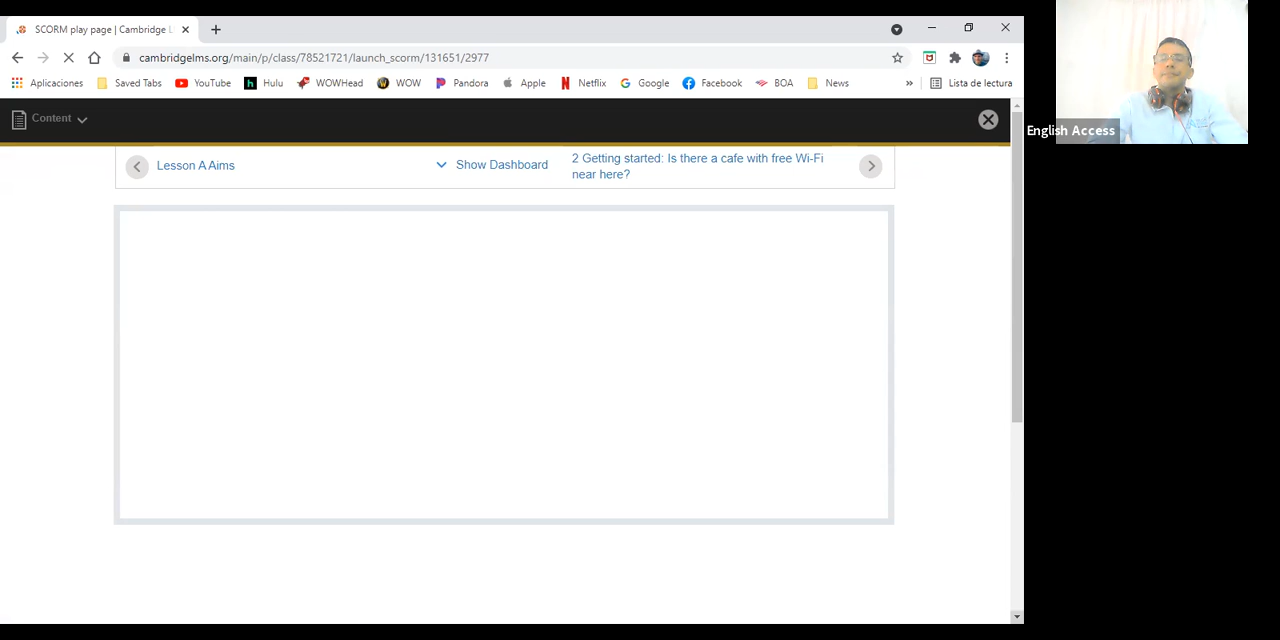 SCORM play page | Cambridge L
cambridgelms.org/main/p/class/78521721/launch_scorm/131651/2977
Aplicaciones Saved Tabs YouTube Hulu WOWHead WOW Pandora Apple Netflix Google Facebook BOA News » Lista de lectura
Content
Lesson A Aims
Show Dashboard
2 Getting started: Is there a cafe with free Wi-Fi
near here?
English Access